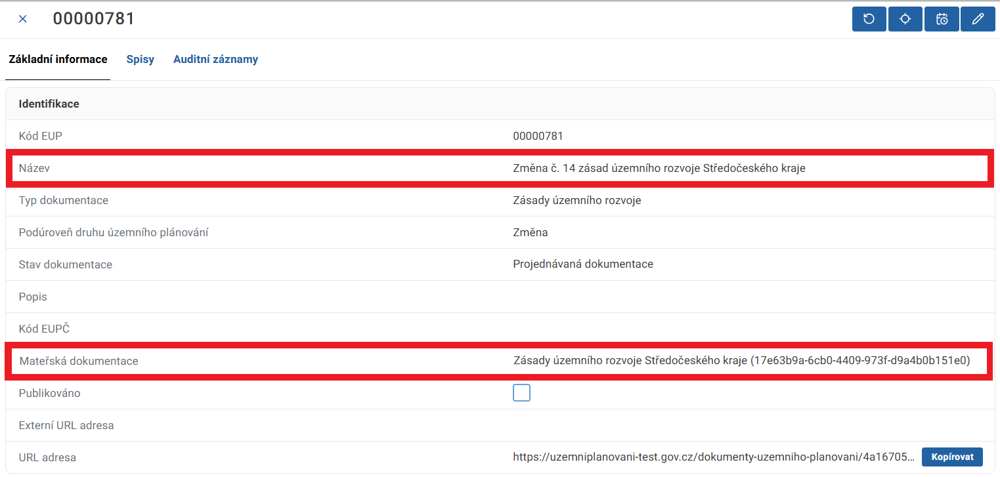 00000781
Základní informace Spisy Auditní záznamy
Identifikace
Kód EUP 00000781
Název Změna č. 14 zásad územního rozvoje Středočeského kraje
Typ dokumentace Zásady územního rozvoje
Podúroveň druhu územního plánování Změna
Stav dokumentace Projednávaná dokumentace
Popis
Kód EUPČ
Mateřská dokumentace Zásady územního rozvoje Středočeského kraje (17e63b9a-6cb0-4409-973f-d9a4b0b151e0)
Publikováno
Externí URL adresa
URL adresa https://uzemniplanovani-test.gov.cz/dokumenty-uzemniho-planovani/4a16705... Kopírovat